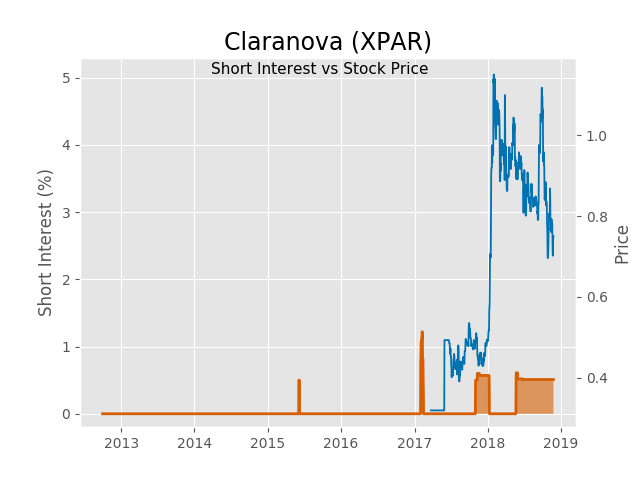 Claranova (XPAR)
Short Interest vs Stock Price
Short Interest (%)
5
4
3
2
1
0
1.0
0.8
0.6
0.4
Price
2013 2014 2015 2016 2017 2018 2019